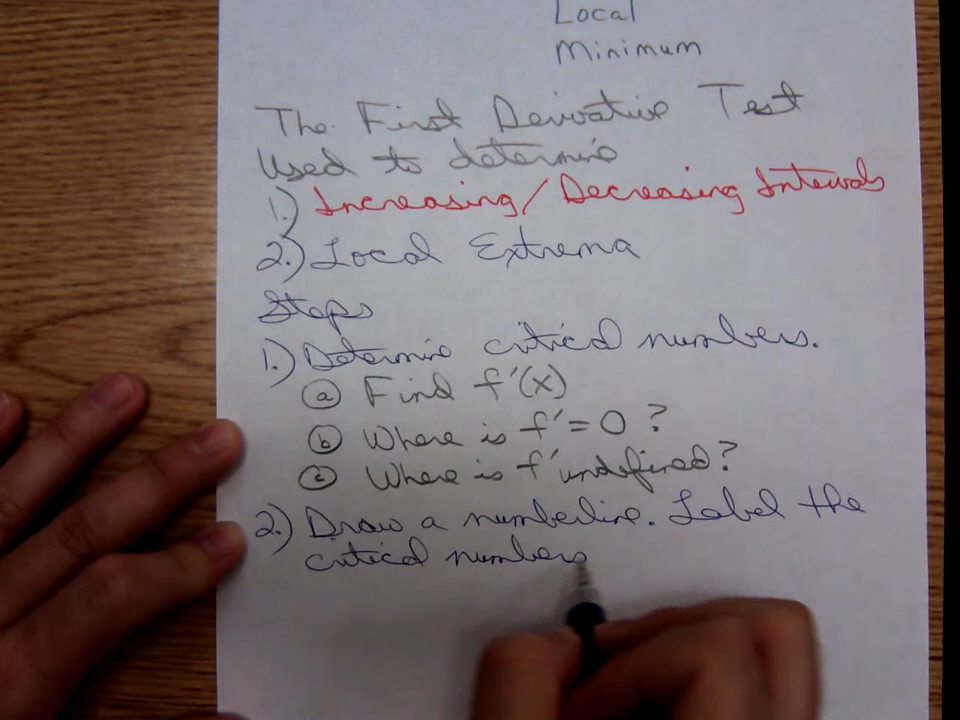 Local
Minimum
The First Derivative Test
Used to determine
1.) Increasing/Decreasing Intervals
2.) Local Extrema
Steps
1.) Determine critical numbers.
a Find f'(x)
b Where is f'=0?
c Where is f' undefined?
2.) Draw a numberline. Label the
critical numbers